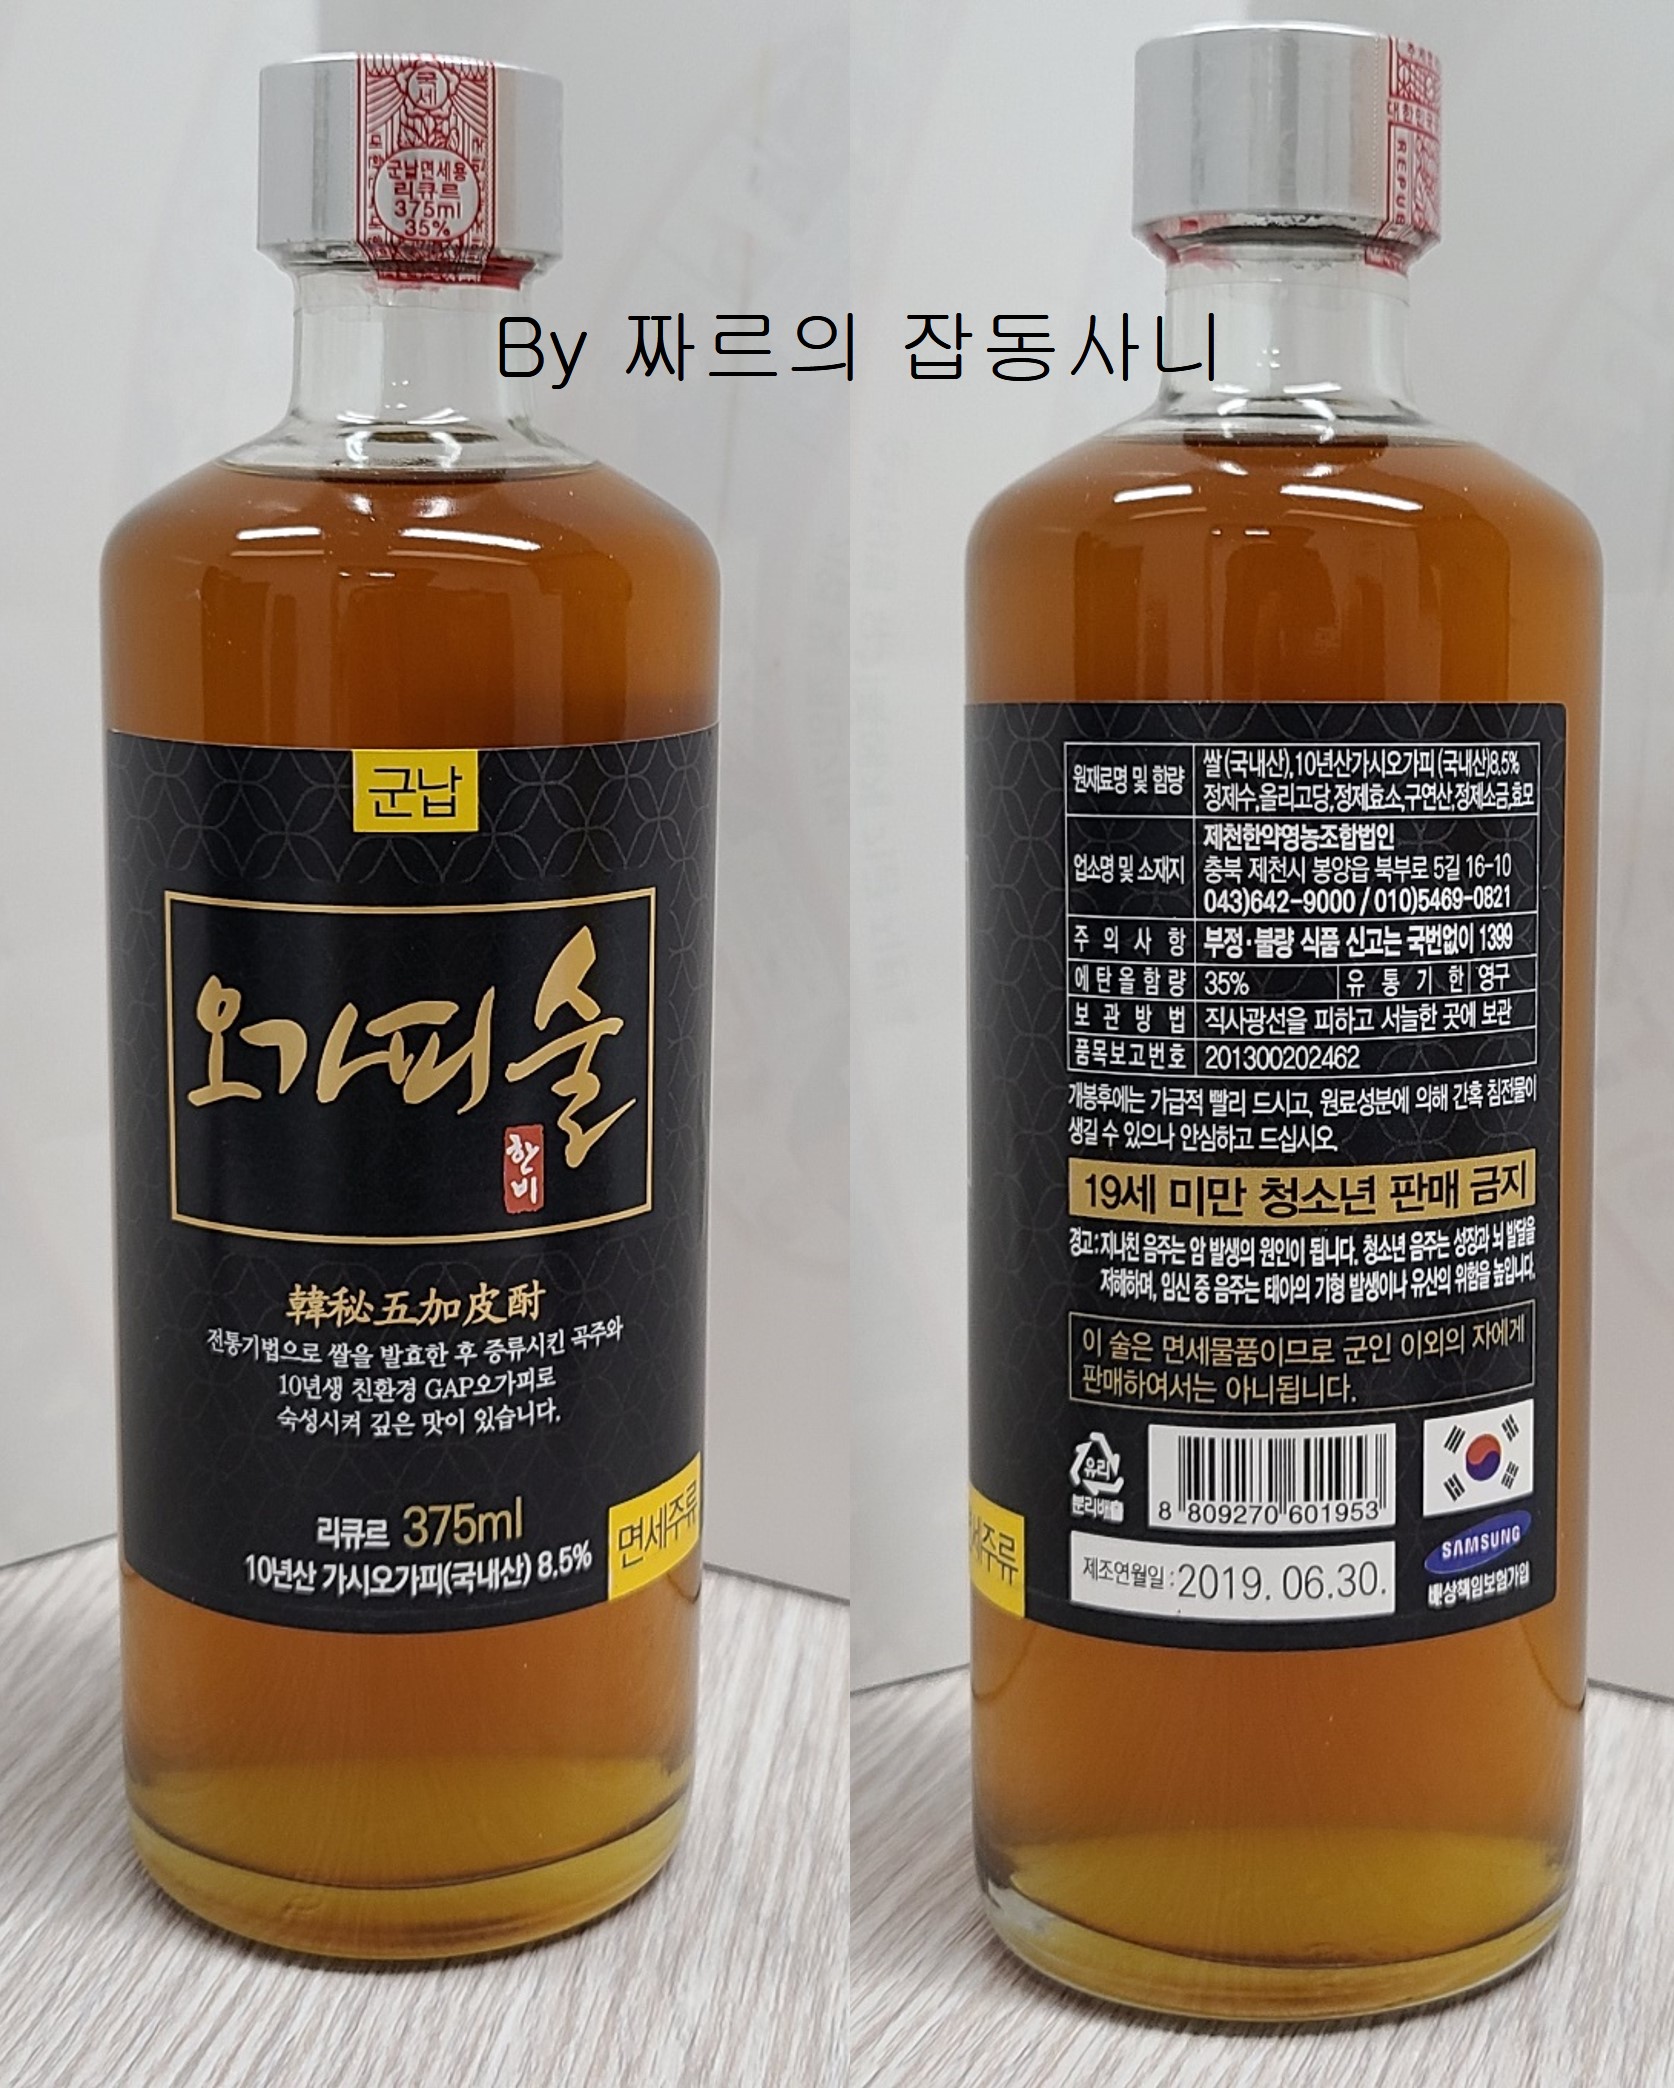 국세
군납면세용
리큐르
375ml
35%
By 짜르의 잡동사니
군납
오가피술
한비
韓秘五加皮酎
전통기법으로 쌀을 발효한 후 증류시킨 곡주와
10년생 친환경 GAP오가피로
숙성시켜 깊은 맛이 있습니다.
리큐르 375ml
10년산 가시오가피(국내산) 8.5%
면세주류
대한민국
REPUB
원재료명 및 함량 쌀(국내산),10년산가시오가피(국내산)8.5%
정제수,올리고당,정제효소,구연산,정제소금,효모
업소명 및 소재지 제천한약영농조합법인
충북 제천시 봉양읍 북부로 5길 16-10
043)642-9000 / 010)5469-0821
주의사항 부정·불량 식품 신고는 국번없이 1399
에탄올함량 35% 유통기한 영구
보관방법 직사광선을 피하고 서늘한 곳에 보관
품목보고번호 201300202462
개봉후에는 가급적 빨리 드시고, 원료성분에 의해 간혹 침전물이
생길 수 있으나 안심하고 드십시오.
19세 미만 청소년 판매 금지
경고:지나친 음주는 암 발생의 원인이 됩니다. 청소년 음주는 성장과 뇌 발달을
저해하며, 임신 중 음주는 태아의 기형 발생이나 유산의 위험을 높입니다.
이 술은 면세물품이므로 군인 이외의 자에게
판매하여서는 아니됩니다.
유리
분리배출
8 809270 601953
SAMSUNG
배상책임보험가입
제조연월일 : 2019. 06.30.
세주류